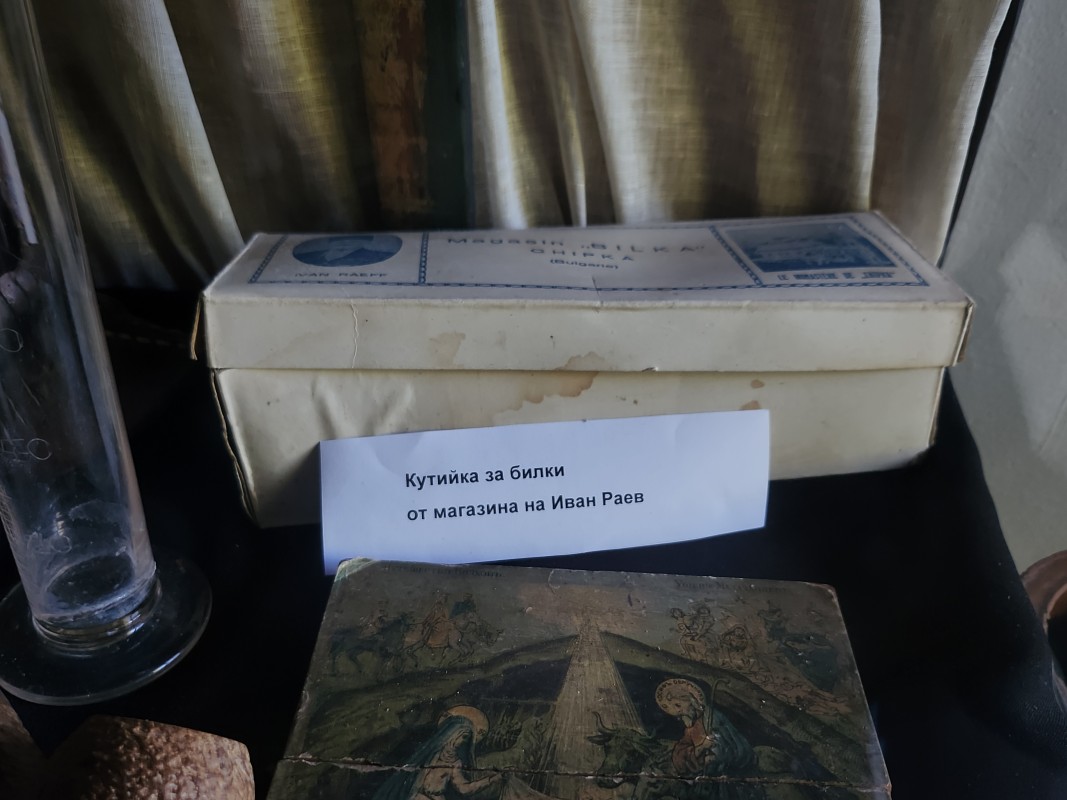 Magasin „BILKA"
CHIPKA
(Bulgarie)
IVAN RAEFF
Кутийка за билки
от магазина на Иван Раев